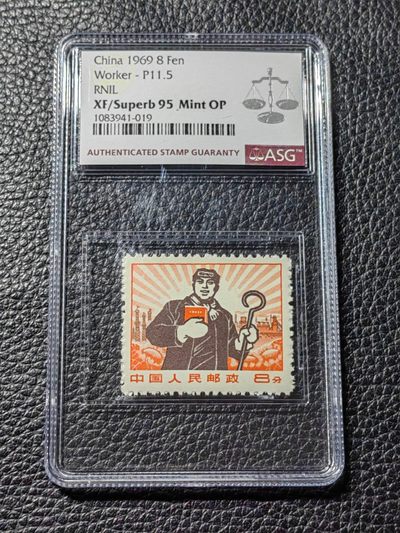 China 1969 8 Fen
Worker - P11.5
RNIL
XF/Superb 95 Mint OP
1083941-019
AUTHENTICATED STAMP GUARANTY
ASG™
中国人民邮政 8分